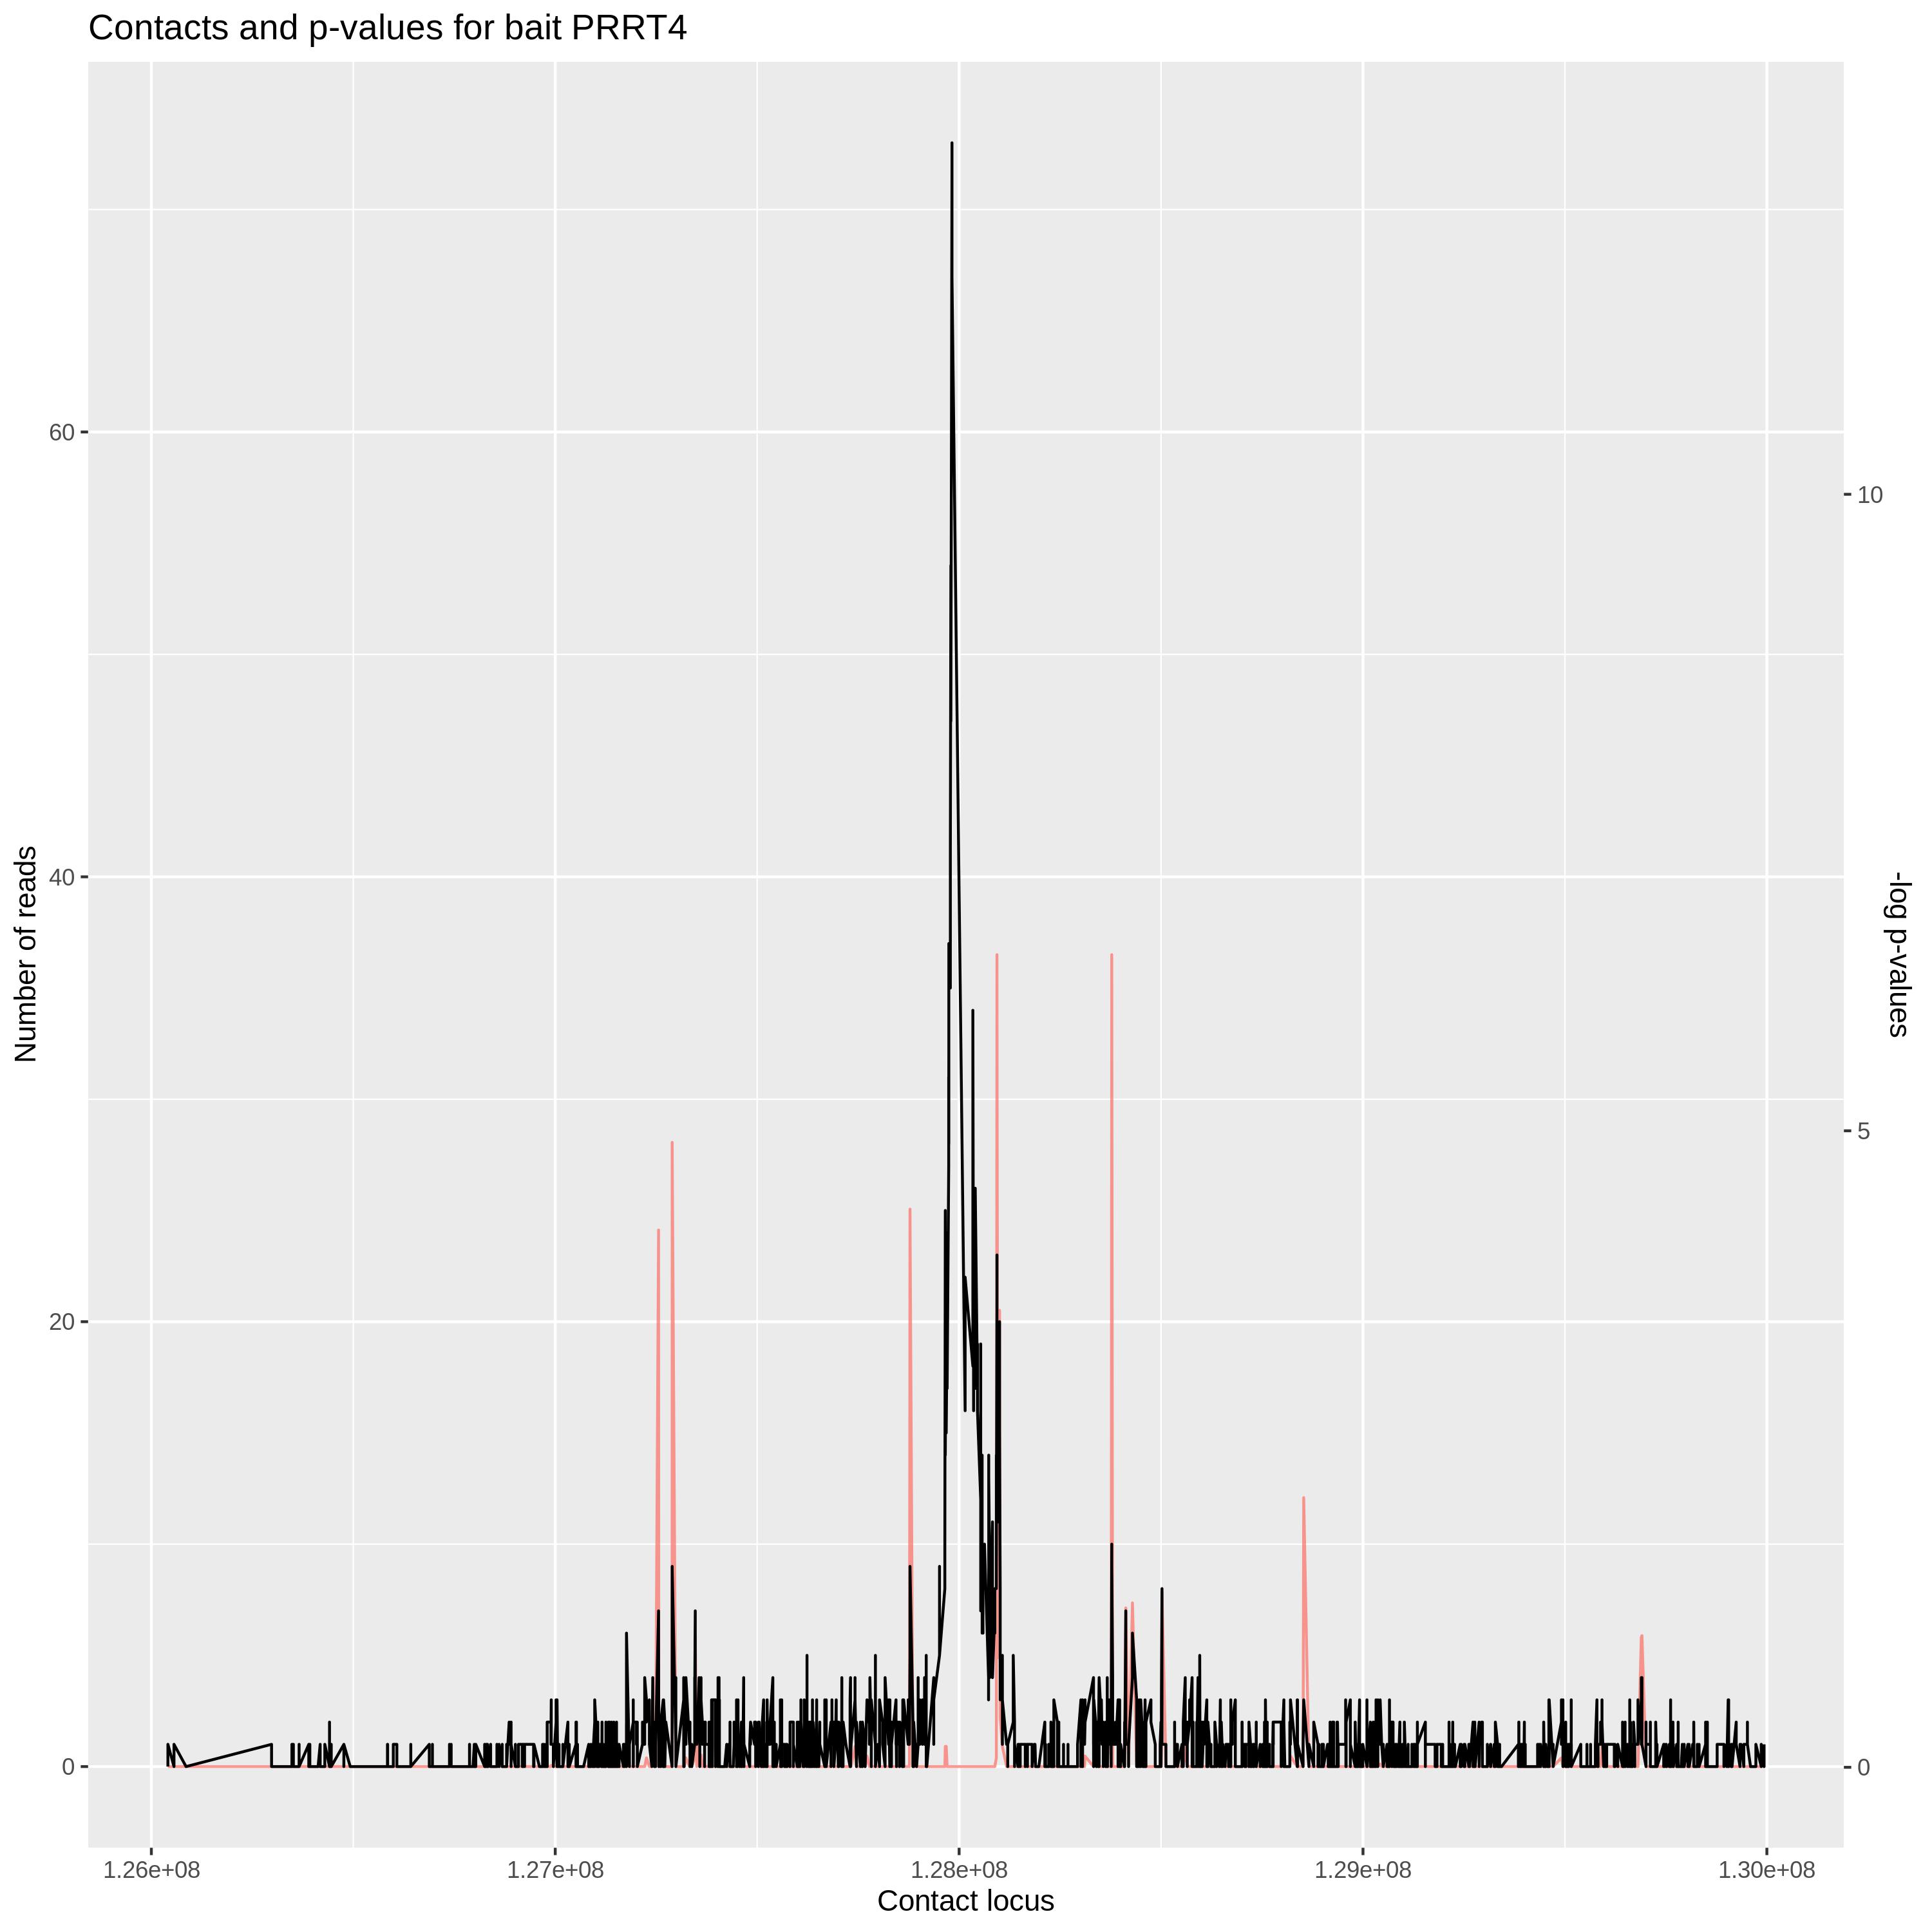 Contacts and p-values for bait PRRT4
60
40
20
0
10
5
0
Number of reads
-log p-values
1.26e+08
1.27e+08
1.28e+08
1.29e+08
1.30e+08
Contact locus